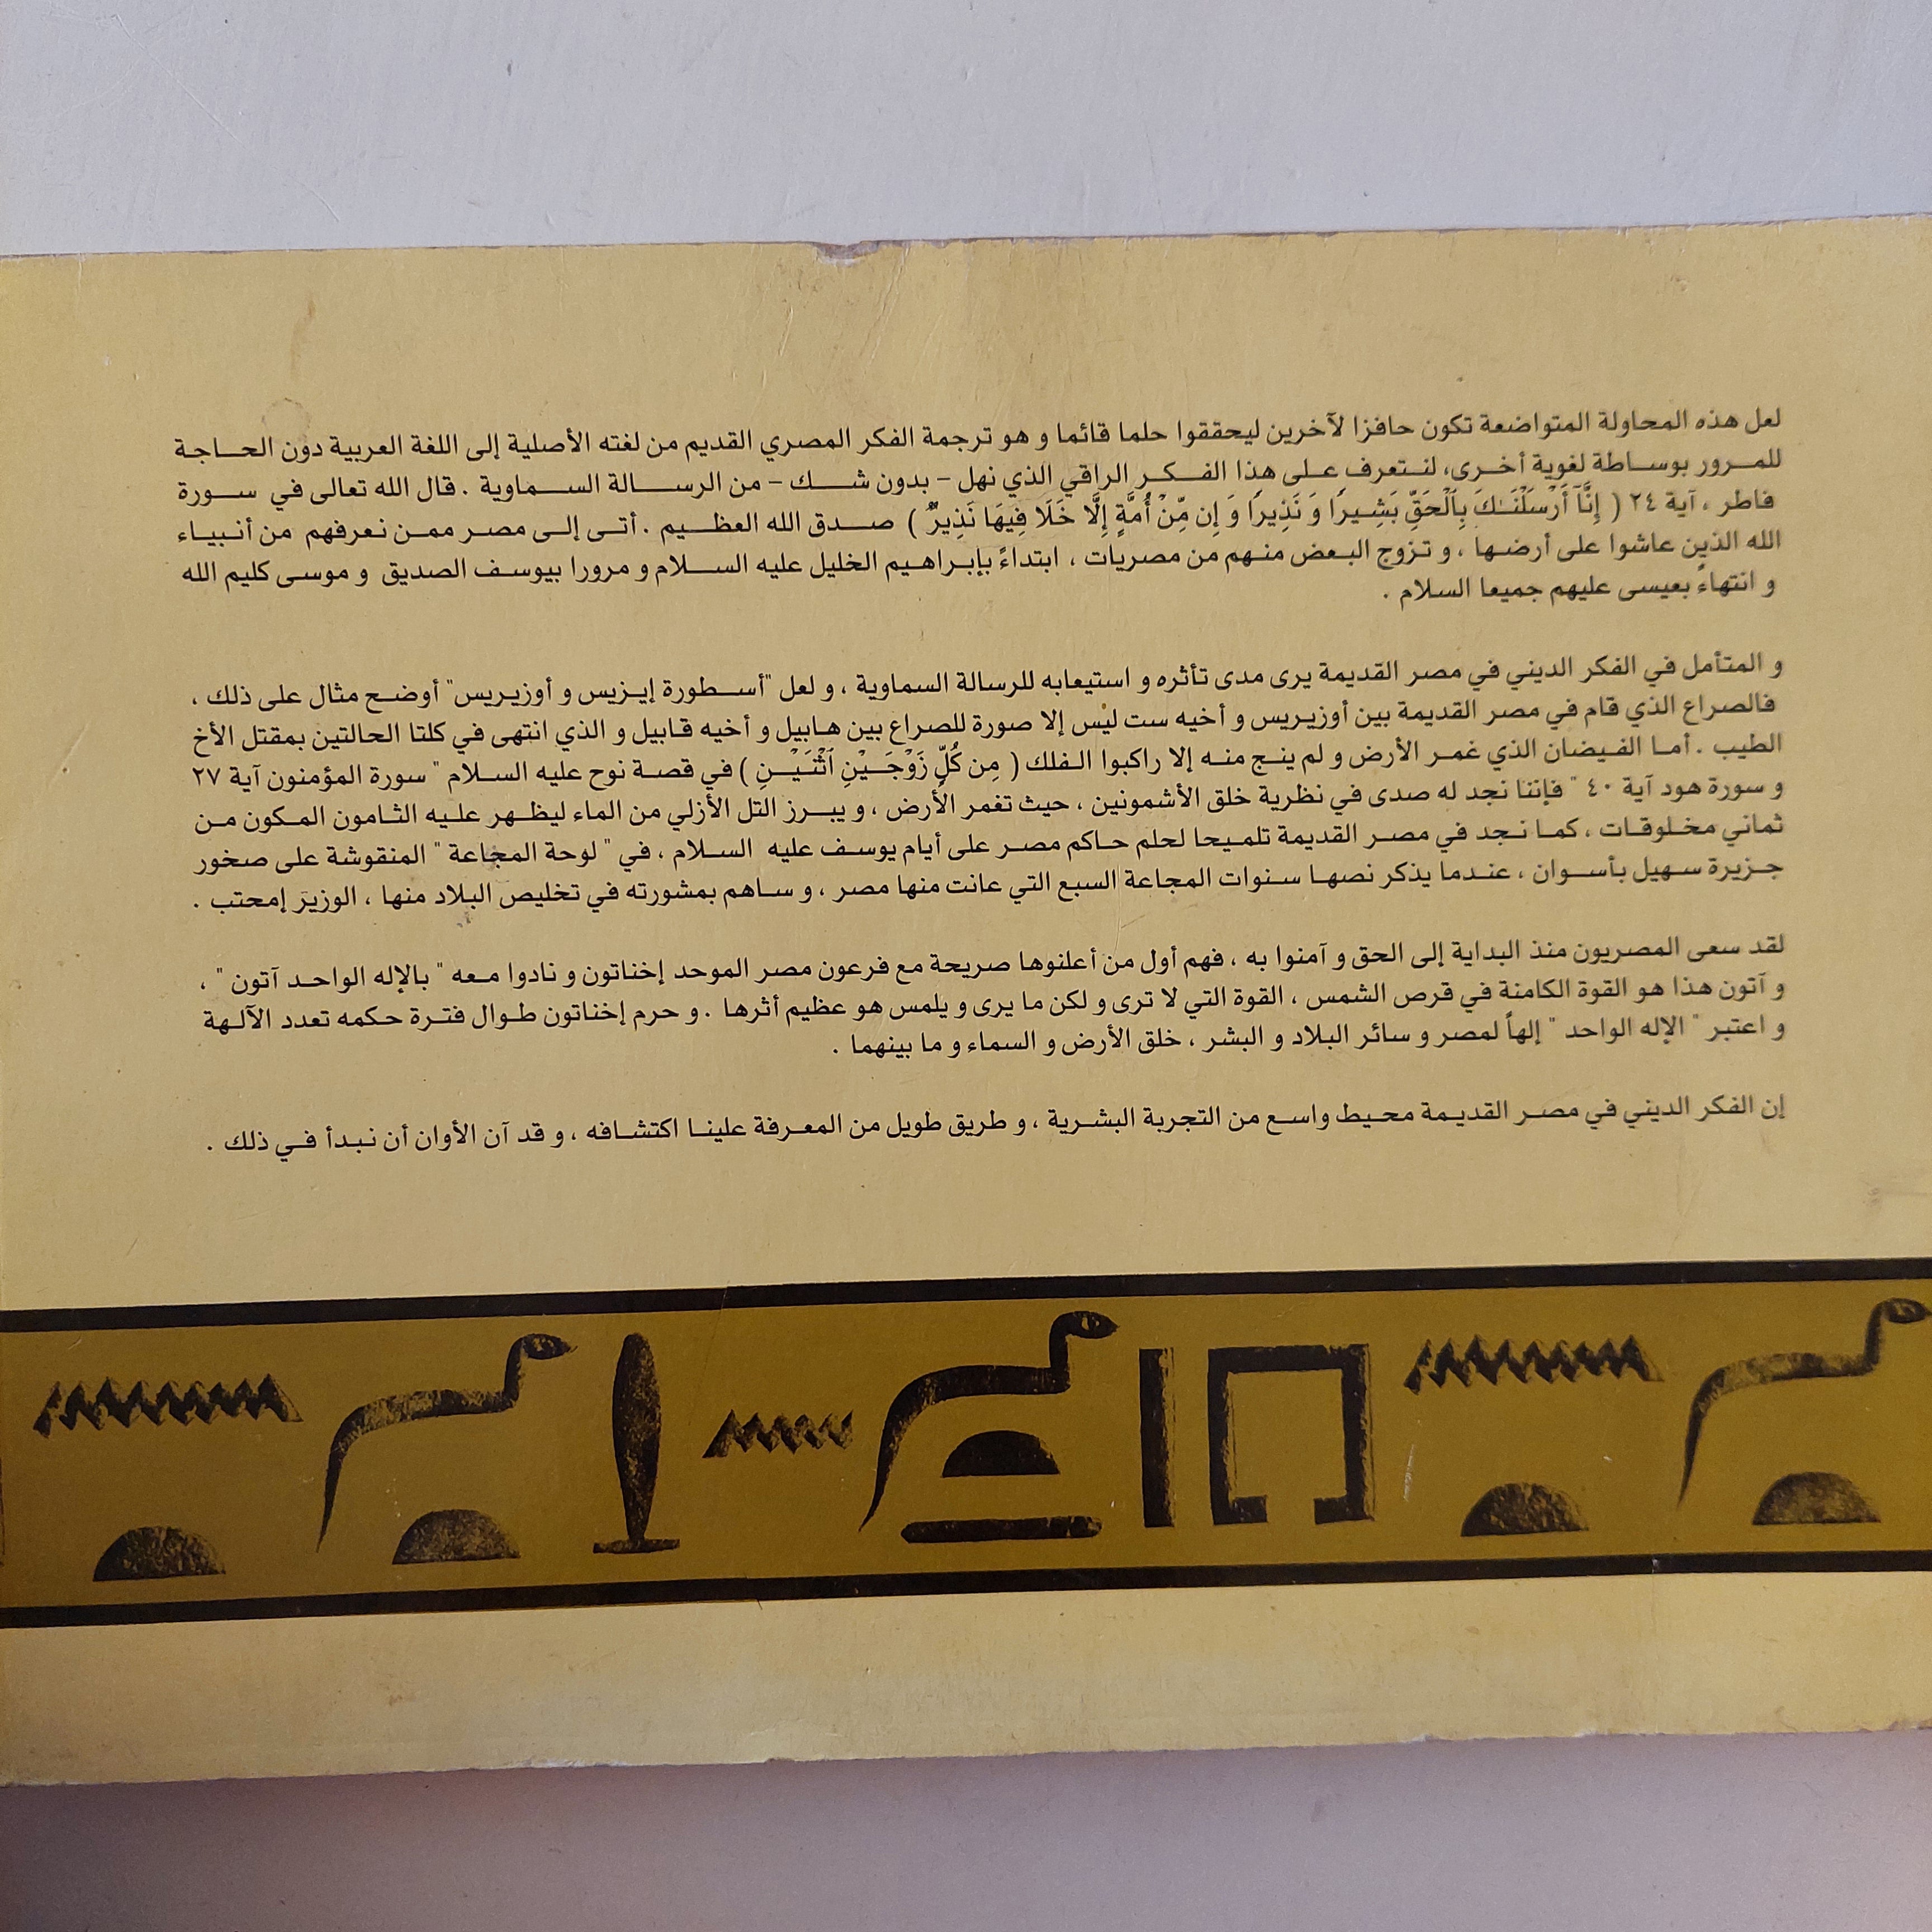 لعل هذه المحاولة المتواضعة تكون حافزا لآخرين ليحققوا حلما قائما و هو ترجمة الفكر المصري القديم من لغته الأصلية إلى اللغة العربية دون الحاجة
للمرور بوساطة لغوية أخرى، لنتعرف على هذا الفكر الراقي الذي نهل - بدون شك - من الرسالة السماوية . قال الله تعالى في سورة
فاطر ، آية ٢٤ ( إِنَّآ أَرْسَلْنَـٰكَ بِٱلْحَقِّ بَشِيرًا وَ نَذِيرًا وَ إِن مِّنْ أُمَّةٍ إِلَّا خَلَا فِيهَا نَذِيرٌ ) صدق الله العظيم . أتى إلى مصر ممن نعرفهم من أنبياء
الله الذين عاشوا على أرضها ، و تزوج البعض منهم من مصريات ، ابتداءً بإبراهيم الخليل عليه السلام و مرورا بيوسف الصديق و موسى كليم الله
و انتهاءً بعيسى عليهم جميعا السلام .
و المتأمل في الفكر الديني في مصر القديمة يرى مدى تأثره و استيعابه للرسالة السماوية ، و لعل "أسطورة إيزيس و أوزيريس" أوضح مثال على ذلك ،
فالصراع الذي قام في مصر القديمة بين أوزيريس و أخيه ست ليس إلا صورة للصراع بين هابيل و أخيه قابيل و الذي انتهى في كلتا الحالتين بمقتل الأخ
الطيب . أما الفيضان الذي غمر الأرض و لم ينج منه إلا راكبوا الفلك ( مِن كُلٍّ زَوْجَيْنِ ٱثْنَيْنِ ) في قصة نوح عليه السلام " سورة المؤمنون آية ٢٧
و سورة هود آية ٤٠ " فإننا نجد له صدى في نظرية خلق الأشمونين ، حيث تغمر الأرض ، و يبرز التل الأزلي من الماء ليظهر عليه الثامون المكون من
ثماني مخلوقات ، كما نجد في مصر القديمة تلميحا لحلم حاكم مصر على أيام يوسف عليه السلام ، في " لوحة المجاعة " المنقوشة على صخور
جزيرة سهيل بأسوان ، عندما يذكر نصها سنوات المجاعة السبع التي عانت منها مصر ، و ساهم بمشورته في تخليص البلاد منها ، الوزير إمحتب .
لقد سعى المصريون منذ البداية إلى الحق و آمنوا به ، فهم أول من أعلنوها صريحة مع فرعون مصر الموحد إخناتون و نادوا معه " بالإله الواحد آتون " ،
و آتون هذا هو القوة الكامنة في قرص الشمس ، القوة التي لا ترى و لكن ما يرى و يلمس هو عظيم أثرها . و حرم إخناتون طوال فترة حكمه تعدد الآلهة
و اعتبر " الإله الواحد " إلهاً لمصر و سائر البلاد و البشر ، خلق الأرض و السماء و ما بينهما .
إن الفكر الديني في مصر القديمة محيط واسع من التجربة البشرية ، و طريق طويل من المعرفة علينا اكتشافه ، و قد آن الأوان أن نبدأ في ذلك .